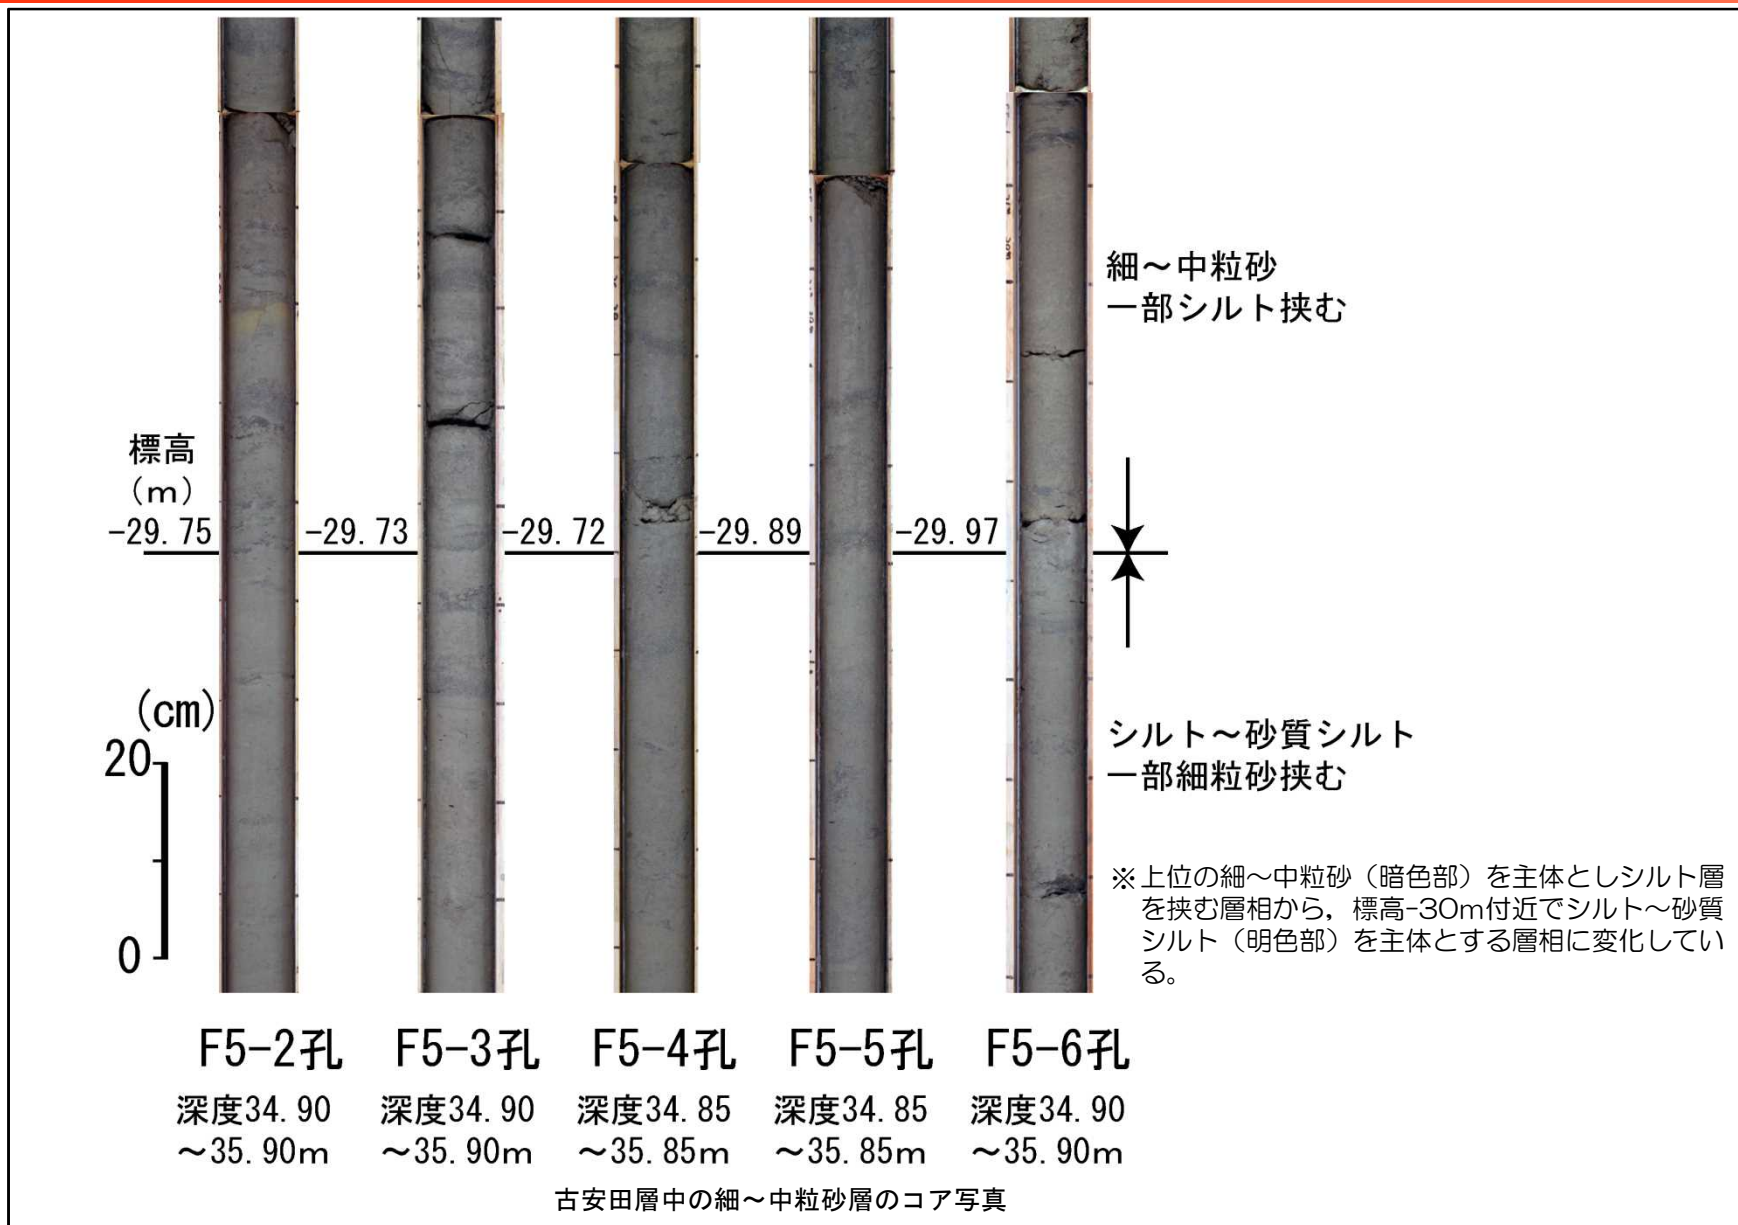 細～中粒砂
一部シルト挟む
標高
（m）
-29.75
-29.73
-29.72
-29.89
-29.97
(cm)
20
0
シルト～砂質シルト
一部細粒砂挟む
※上位の細～中粒砂（暗色部）を主体としシルト層
を挟む層相から，標高-30m付近でシルト～砂質
シルト（明色部）を主体とする層相に変化してい
る。
F5-2孔
F5-3孔
F5-4孔
F5-5孔
F5-6孔
深度34.90
～35.90m
深度34.90
～35.90m
深度34.85
～35.85m
深度34.85
～35.85m
深度34.90
～35.90m
古安田層中の細～中粒砂層のコア写真